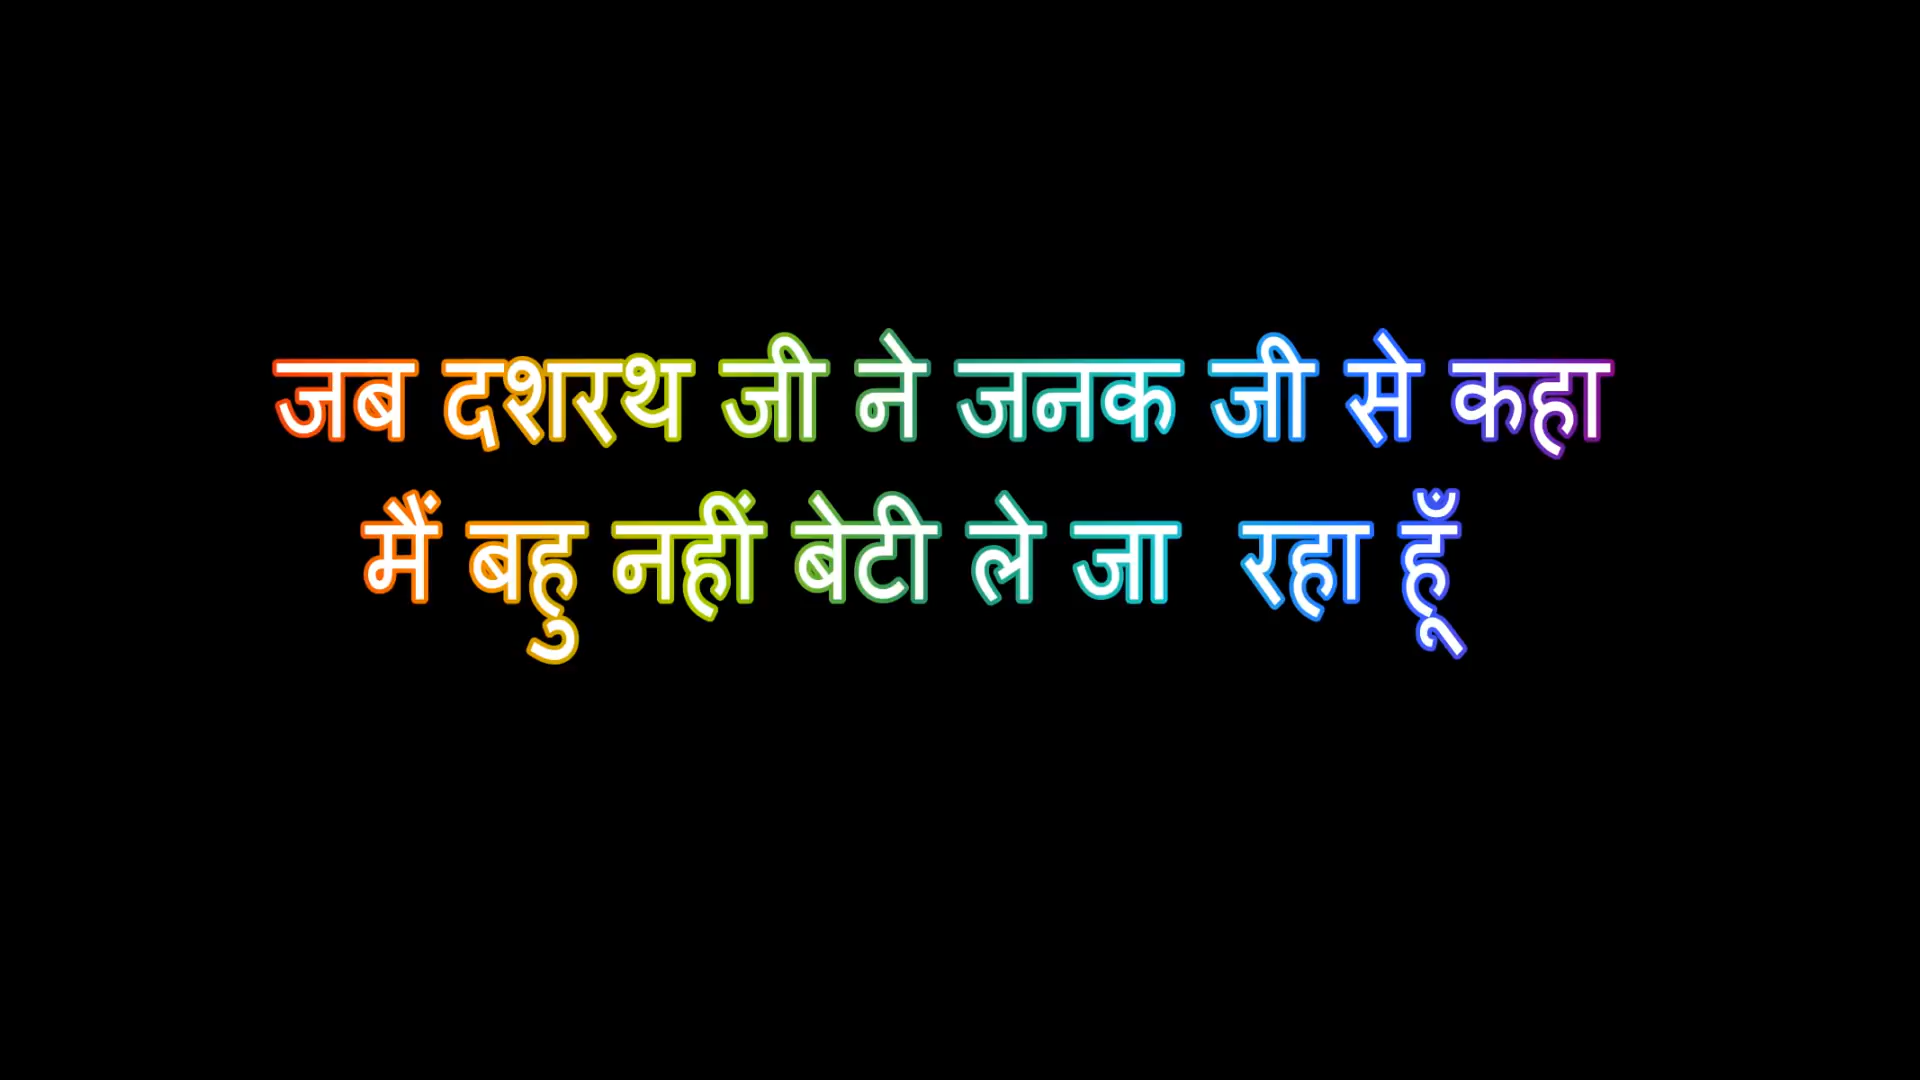 जब दशरथ जी ने जनक जी से कहा
मैं बहु नहीं बेटी ले जा रहा हूँ